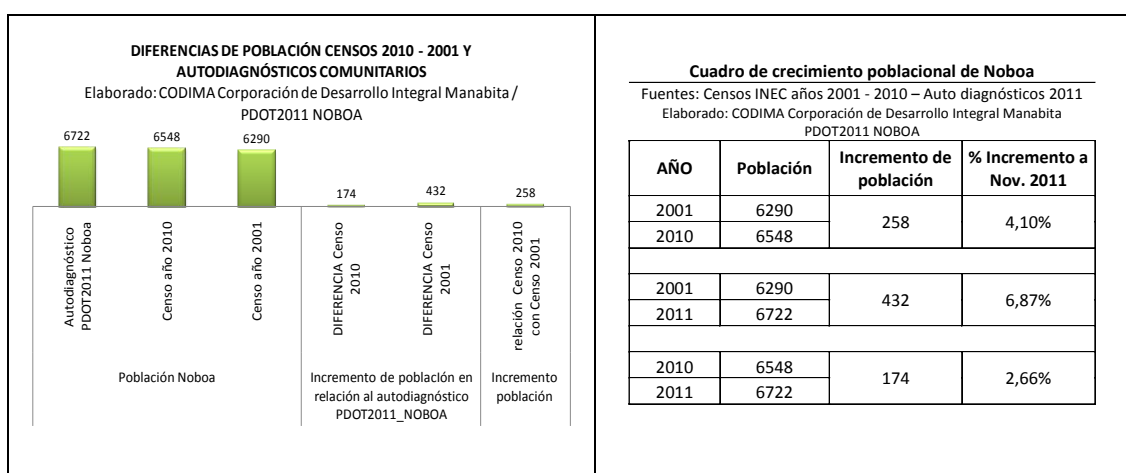 DIFERENCIAS DE POBLACIÓN CENSOS 2010 - 2001 Y
AUTODIAGNÓSTICOS COMUNITARIOS
Elaborado: CODIMA Corporación de Desarrollo Integral Manabita /
PDOT2011 NOBOA
6722
6548
6290
174
432
258
Autodiagnóstico
PDOT2011 Noboa
Censo año 2010
Censo año 2001
DIFERENCIA Censo
2010
DIFERENCIA Censo
2001
relación Censo 2010
con Censo 2001
Población Noboa
Incremento de población en
relación al autodiagnóstico
PDOT2011_NOBOA
Incremento
población
Cuadro de crecimiento poblacional de Noboa
Fuentes: Censos INEC años 2001 - 2010 – Auto diagnósticos 2011
Elaborado: CODIMA Corporación de Desarrollo Integral Manabita
PDOT2011 NOBOA
AÑO Población Incremento de población % Incremento a Nov. 2011
2001 6290 258 4,10%
2010 6548
2001 6290 432 6,87%
2011 6722
2010 6548 174 2,66%
2011 6722